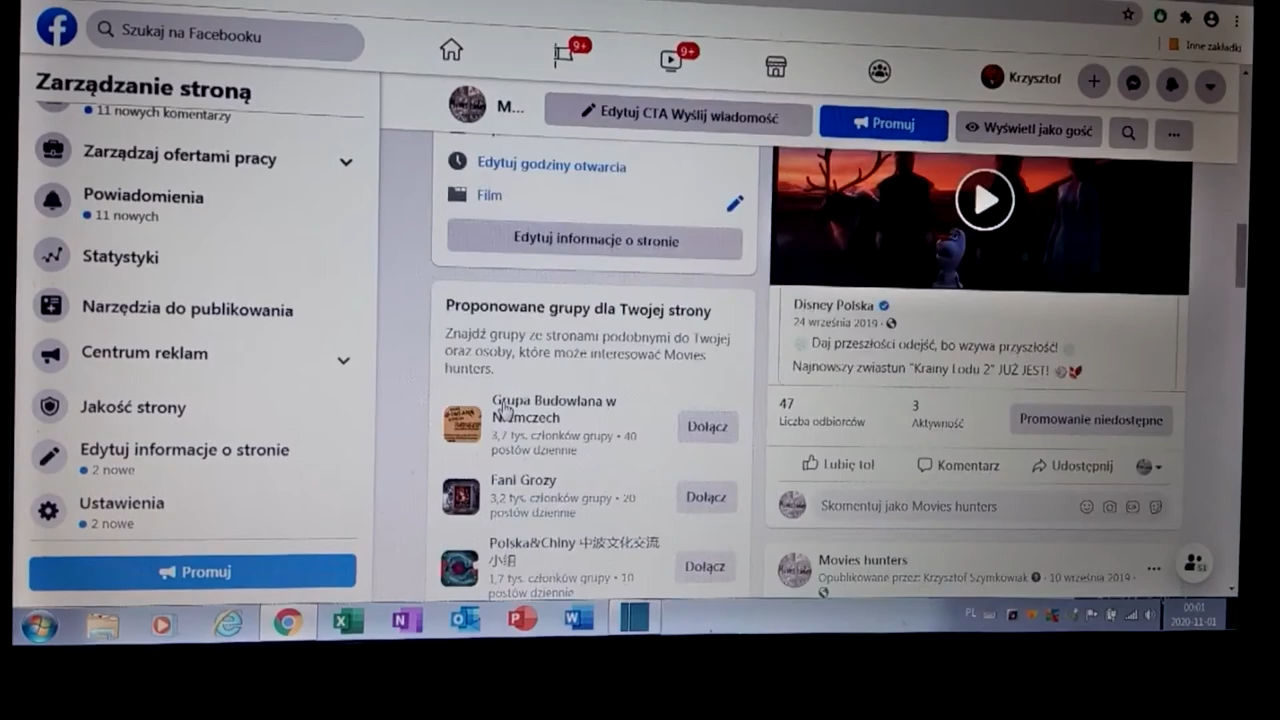 Szukaj na Facebooku
9+
9+
Krzysztof
Inne zakładki
Zarządzanie stroną
11 nowych komentarzy
Zarządzaj ofertami pracy
Powiadomienia
11 nowych
Statystyki
Narzędzia do publikowania
Centrum reklam
Jakość strony
Edytuj informacje o stronie
2 nowe
Ustawienia
2 nowe
Promuj
M...
Edytuj CTA Wyślij wiadomość
Promuj
Wyświetl jako gość
Edytuj godziny otwarcia
Film
Edytuj informacje o stronie
Proponowane grupy dla Twojej strony
Znajdź grupy ze stronami podobnymi do Twojej
oraz osoby, które może interesować Movies
hunters.
Grupa Budowlana w
Niemczech
3,7 tys. członków grupy • 40
postów dziennie
Dołącz
Fani Grozy
3,2 tys. członków grupy • 20
postów dziennie
Dołącz
Polska&Chiny 中波文化交流
小组
1,7 tys. członków grupy • 10
postów dziennie
Dołącz
Disney Polska
24 września 2019 ·
Daj przeszłości odejść, bo wzywa przyszłość!
Najnowszy zwiastun "Krainy Lodu 2" JUŻ JEST!
47
Liczba odbiorców
3
Aktywność
Promowanie niedostępne
Lubię to!
Komentarz
Udostępnij
Skomentuj jako Movies hunters
Movies hunters
Opublikowane przez: Krzysztof Szymkowiak · 10 września 2019 ·
51
PL
00:01
2020-11-01